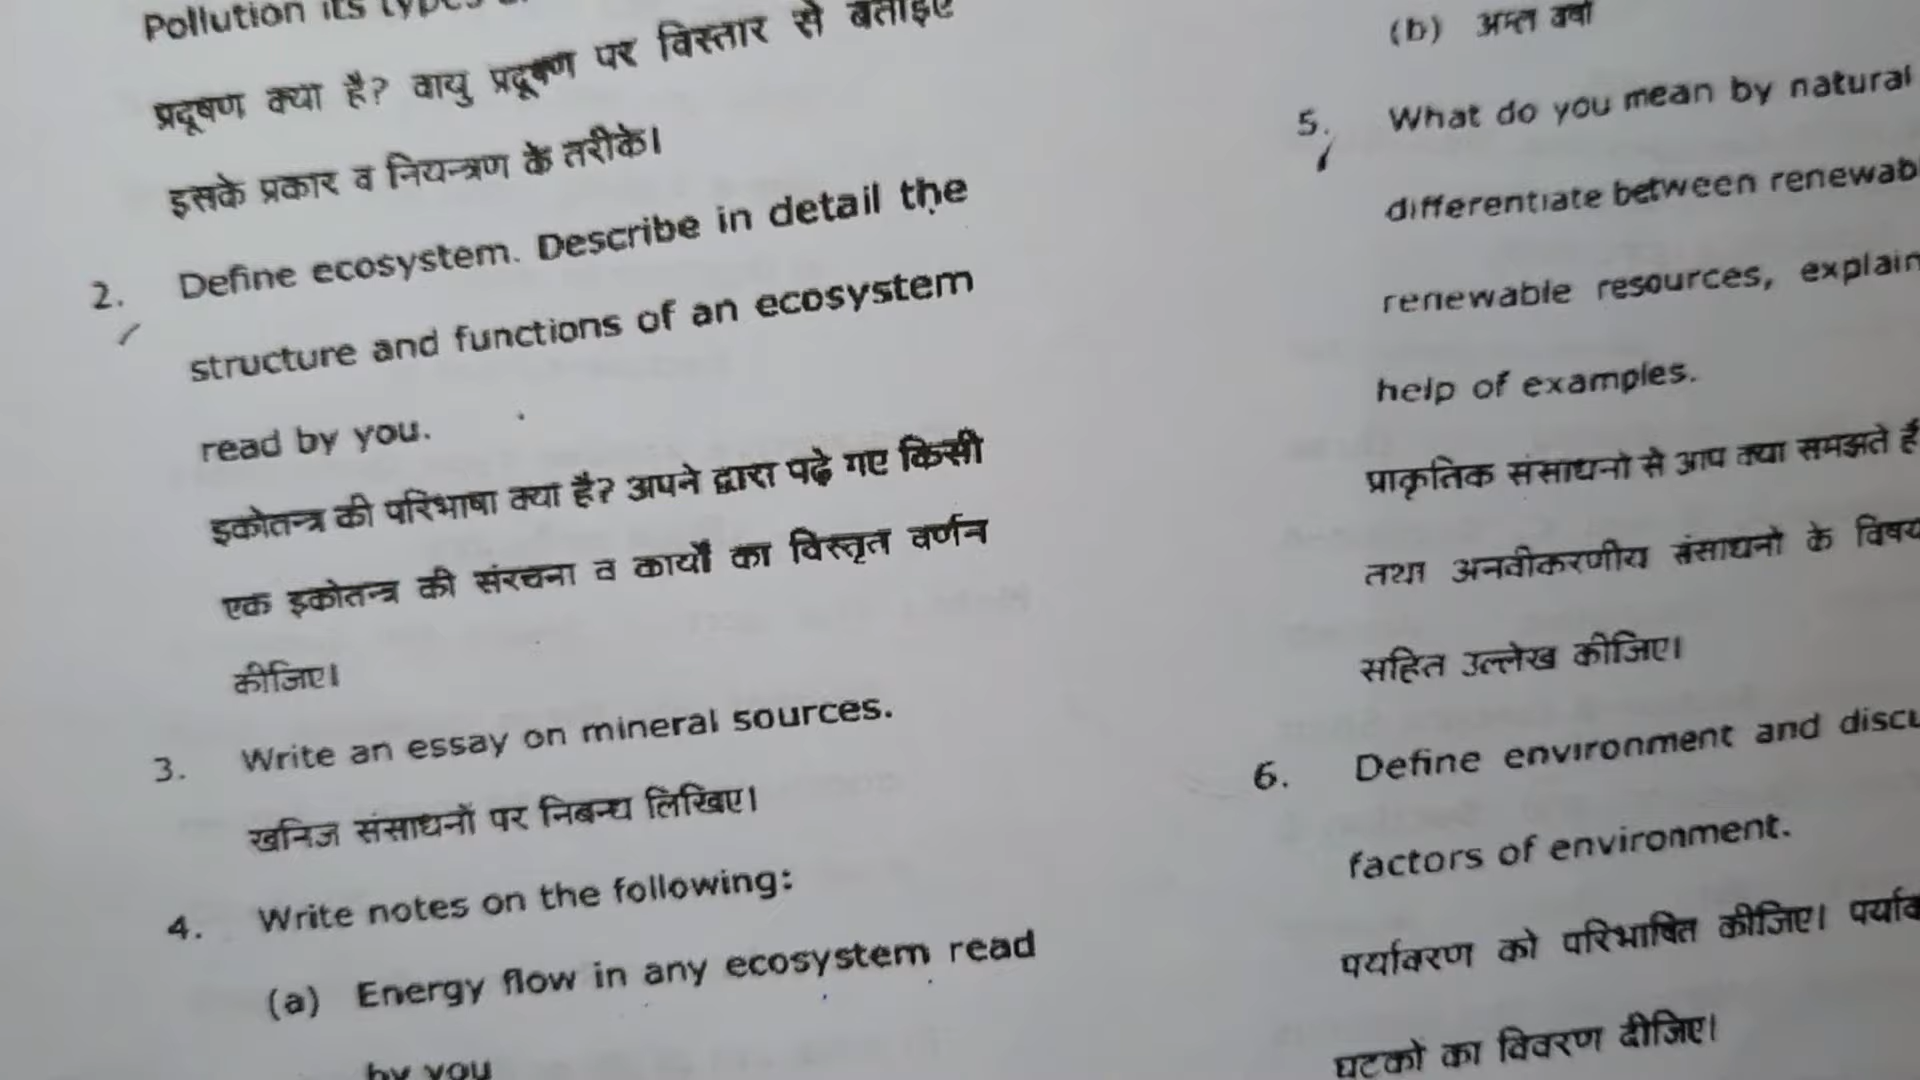 Pollution its
प्रदूषण क्या है? वायु प्रदूषण पर विस्तार से बताइए
इसके प्रकार व नियन्त्रण के तरीके।
2. Define ecosystem. Describe in detail the
structure and functions of an ecosystem
read by you.
इकोतन्त्र की परिभाषा क्या है? अपने द्वारा पढ़े गए किसी
एक इकोतन्त्र की संरचना व कार्यों का विस्तृत वर्णन
कीजिए।
3. Write an essay on mineral sources.
खनिज संसाधनों पर निबन्ध लिखिए।
4. Write notes on the following:
(a) Energy flow in any ecosystem read
by you
(b) अम्ल वर्षा
5. What do you mean by natural
differentiate between renewab
renewable resources, explain
help of examples.
प्राकृतिक संसाधनो से आप क्या समझते हैं
तथा अनवीकरणीय संसाधनो के विषय
सहित उल्लेख कीजिए।
6. Define environment and discu
factors of environment.
पर्यावरण को परिभाषित कीजिए। पर्याव
घटकों का विवरण दीजिए।